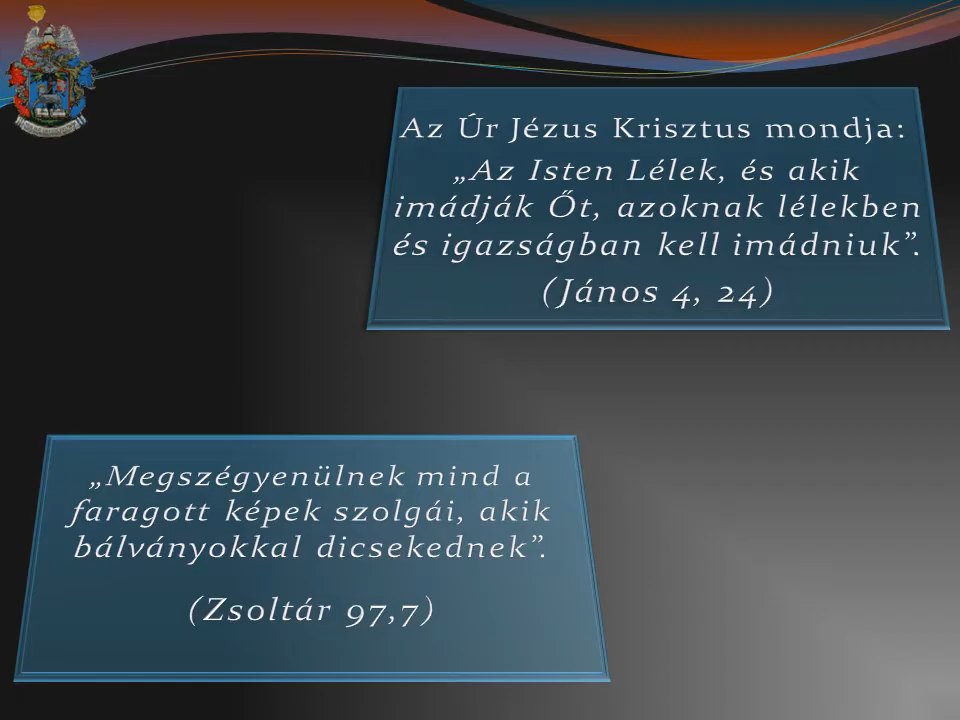 Az Úr Jézus Krisztus mondja:
„Az Isten Lélek, és akik
imádják Őt, azoknak lélekben
és igazságban kell imádniuk”.
(János 4, 24)
„Megszégyenülnek mind a
faragott képek szolgái, akik
bálványokkal dicsekednek”.
(Zsoltár 97,7)